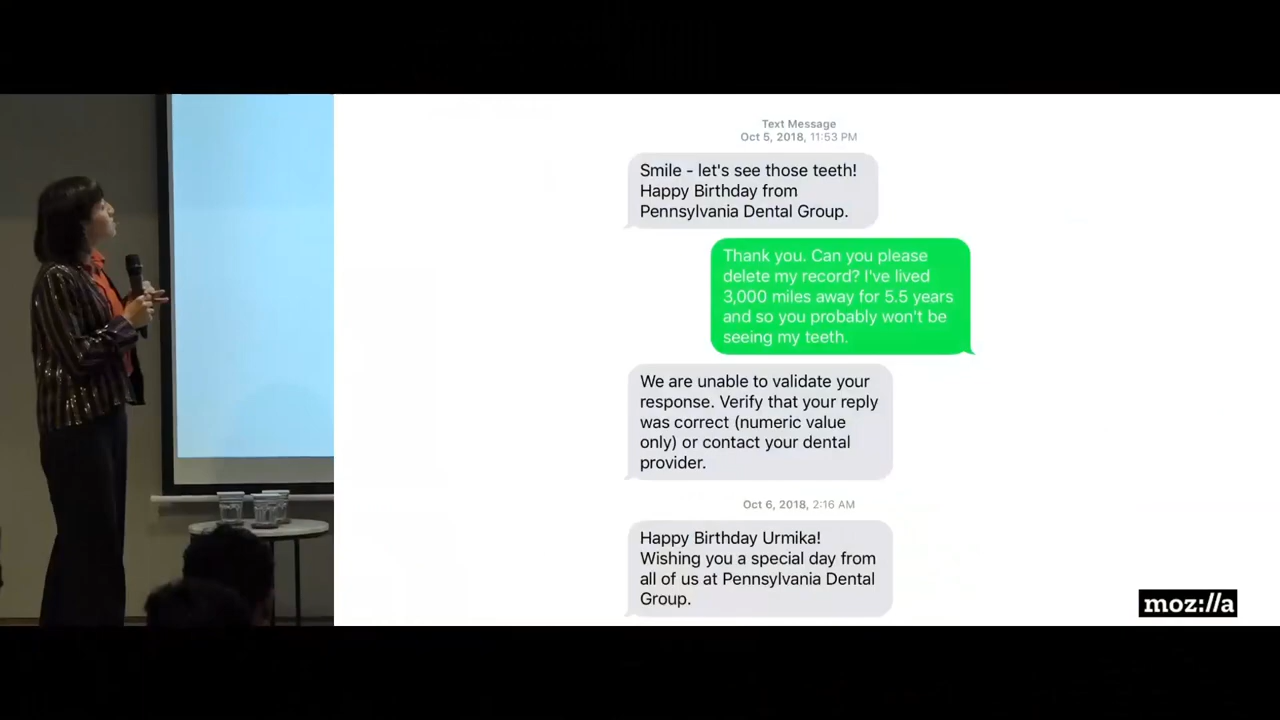 Text Message
Oct 5, 2018, 11:53 PM
Smile - let's see those teeth!
Happy Birthday from
Pennsylvania Dental Group.
Thank you. Can you please
delete my record? I've lived
3,000 miles away for 5.5 years
and so you probably won't be
seeing my teeth.
We are unable to validate your
response. Verify that your reply
was correct (numeric value
only) or contact your dental
provider.
Oct 6, 2018, 2:16 AM
Happy Birthday Urmika!
Wishing you a special day from
all of us at Pennsylvania Dental
Group.
moz://a